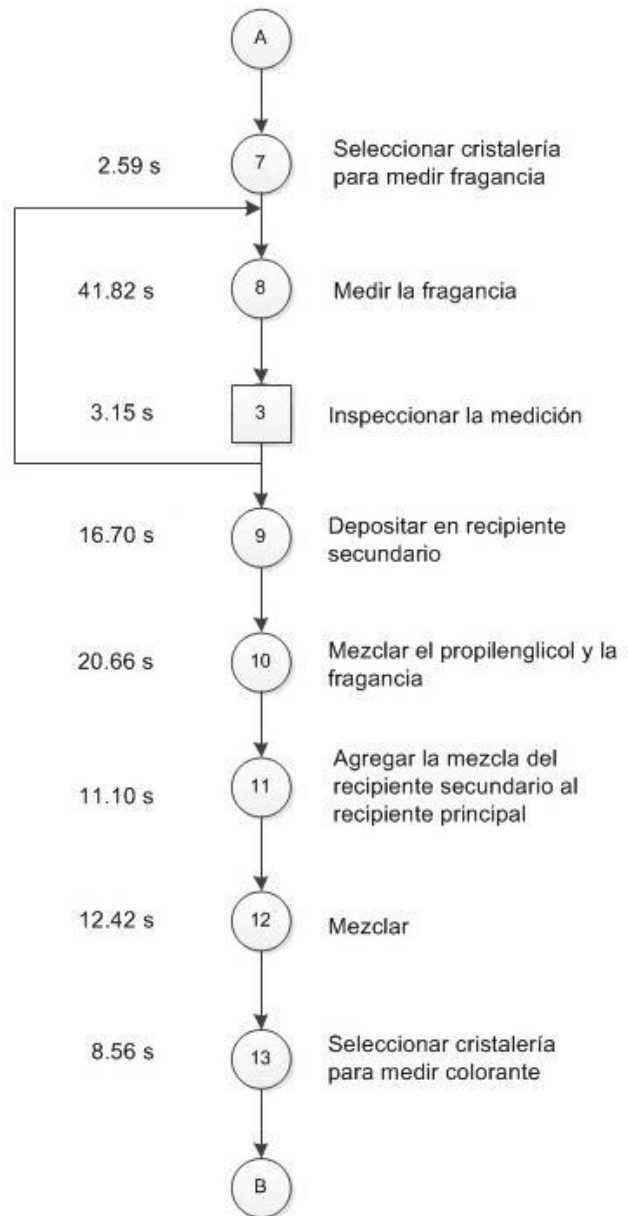 A
2.59 s
7
Seleccionar cristalería
para medir fragancia
41.82 s
8
Medir la fragancia
3.15 s
3
Inspeccionar la medición
16.70 s
9
Depositar en recipiente
secundario
20.66 s
10
Mezclar el propilenglicol y la
fragancia
11.10 s
11
Agregar la mezcla del
recipiente secundario al
recipiente principal
12.42 s
12
Mezclar
8.56 s
13
Seleccionar cristalería
para medir colorante
B